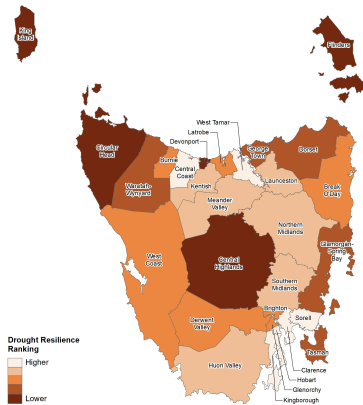 King
Island
Flinders
West Tamar
Latrobe
Devonport
Circular
Head
Burnie
Central
Coast
George
Town
Dorset
Waratah-
Wynyard
Kentish
Launceston
Break
O'Day
Meander
Valley
Northern
Midlands
Glamorgan-
Spring
Bay
West
Coast
Central
Highlands
Southern
Midlands
Derwent
Valley
Brighton
Sorell
Tasman
Huon Valley
Clarence
Hobart
Glenorchy
Kingborough
Drought Resilience
Ranking
Higher
Lower